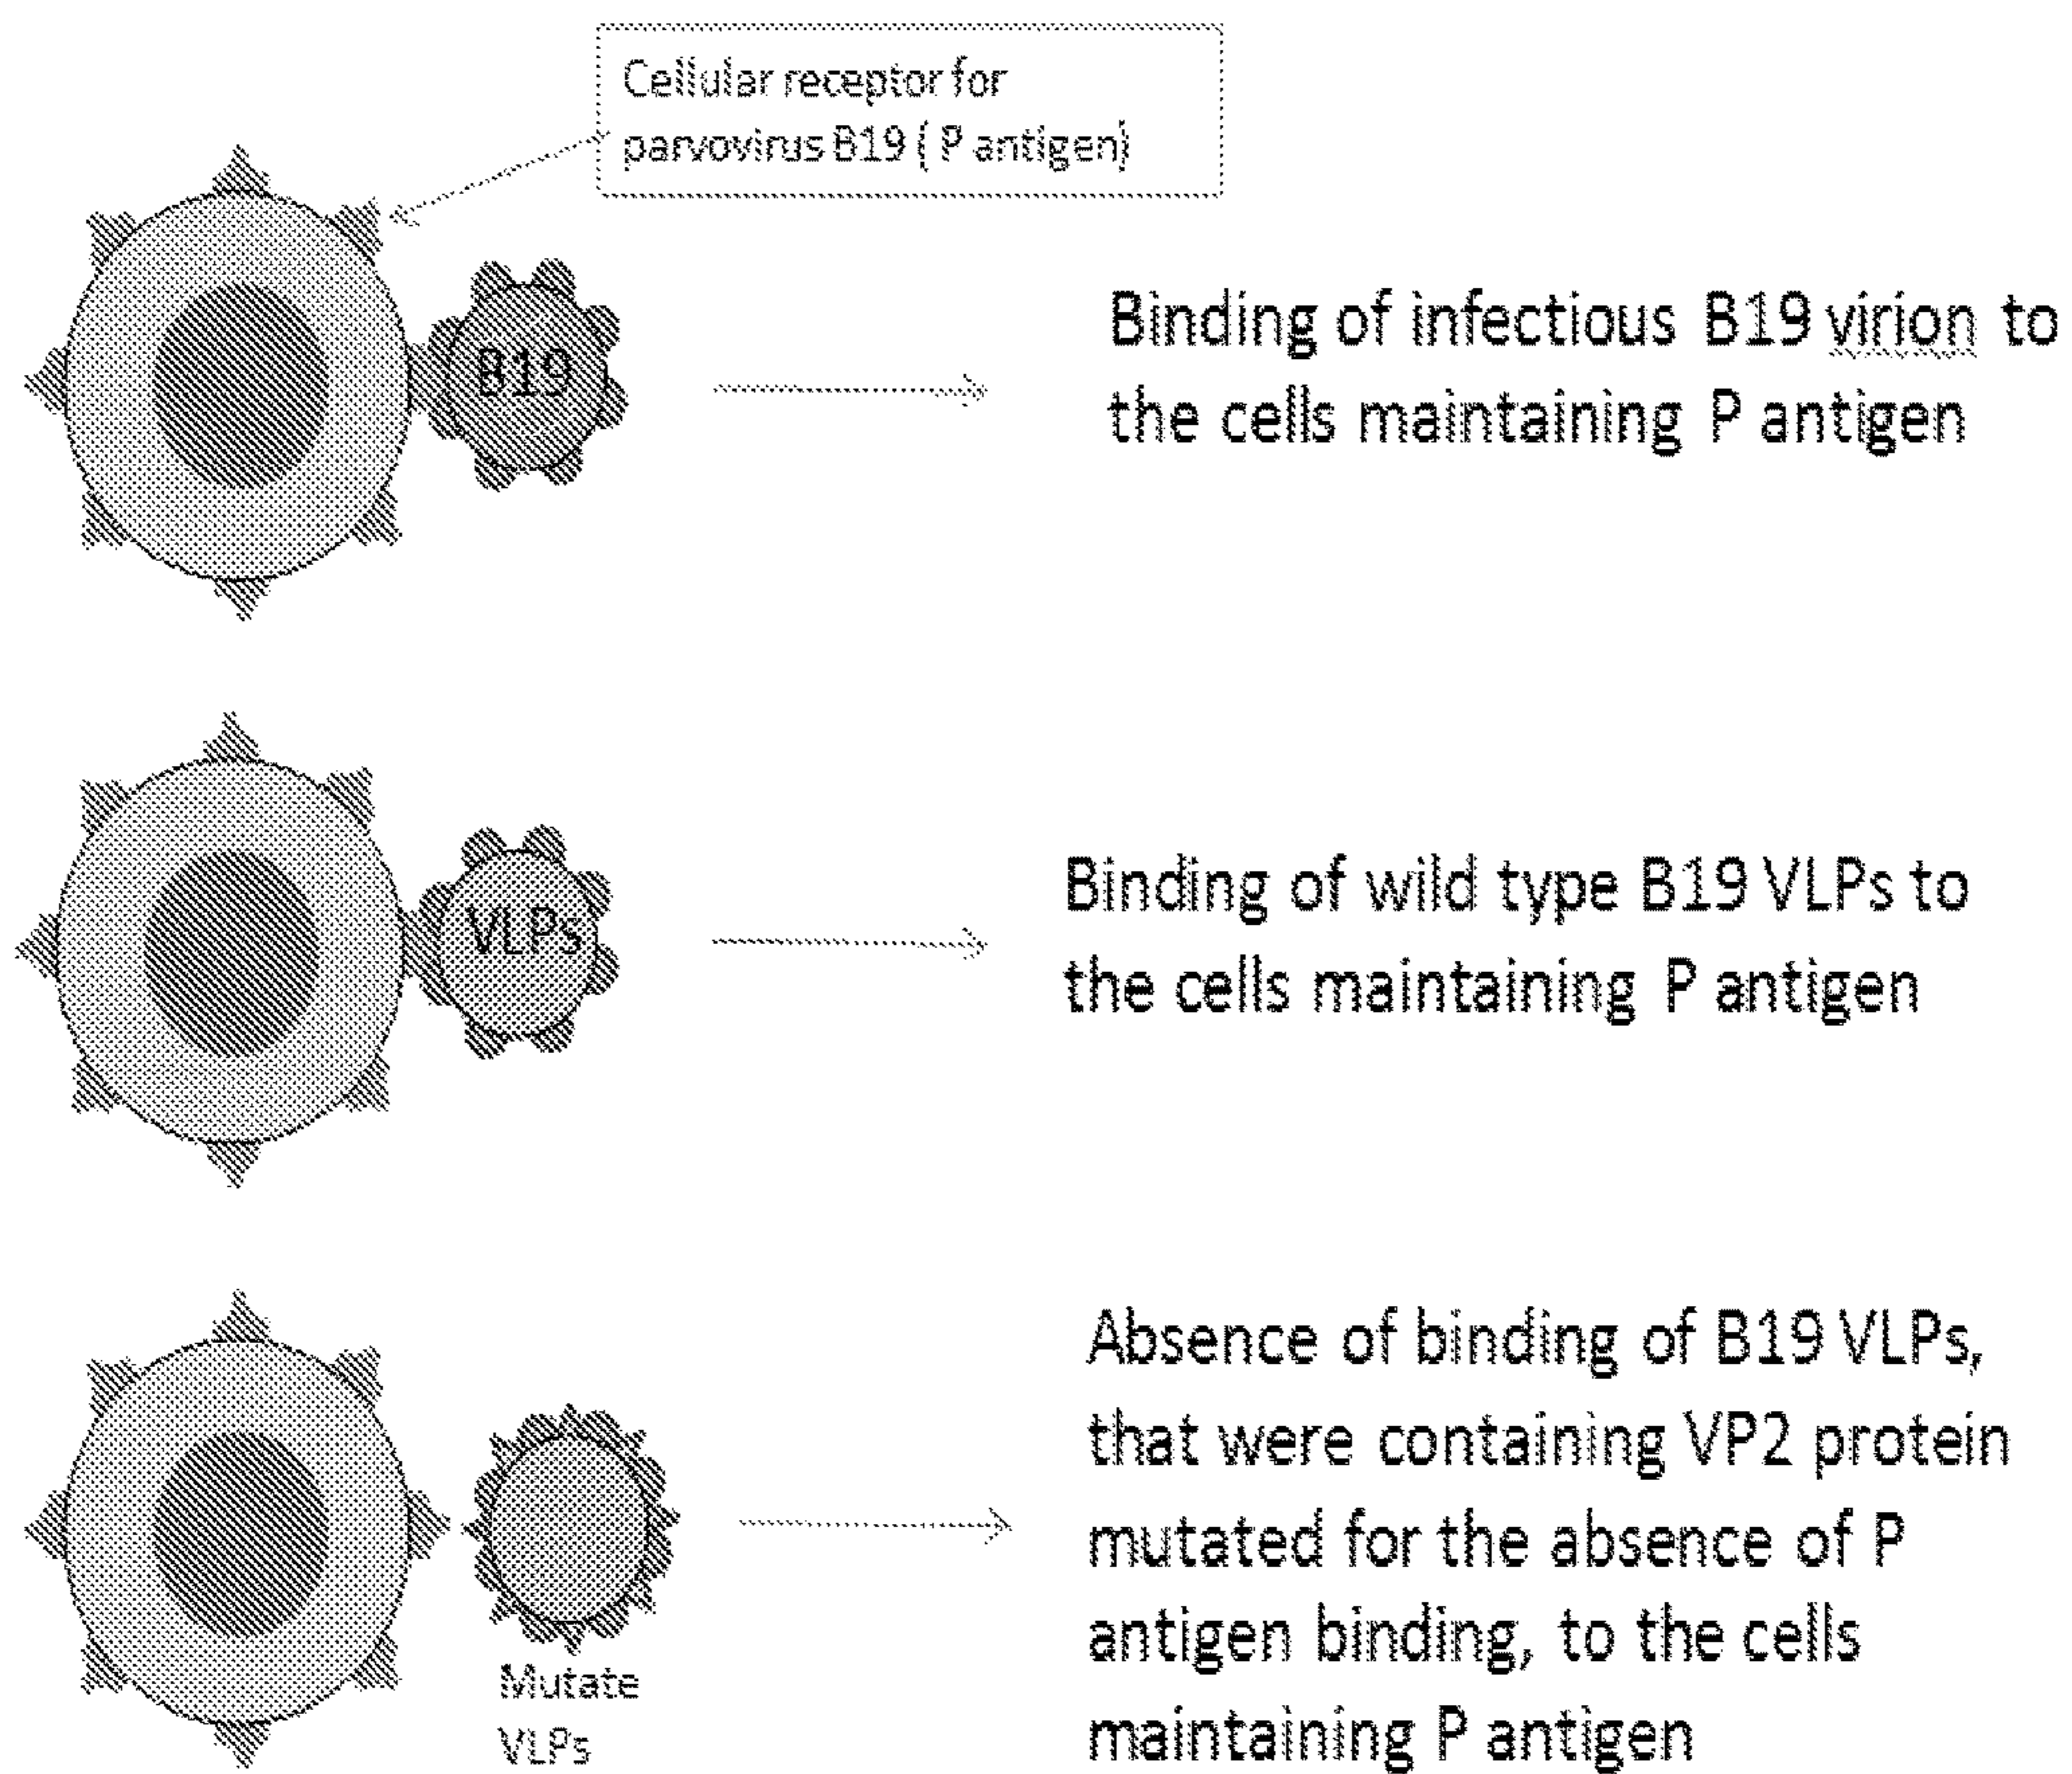 Cellular receptor for
parvovirus B19 ( P antigen)
B19
Binding of infectious B19 virion to
the cells maintaining P antigen
VLPs
Binding of wild type B19 VLPs to
the cells maintaining P antigen
Mutate
VLPs
Absence of binding of B19 VLPs,
that were containing VP2 protein
mutated for the absence of P
antigen binding, to the cells
maintaining P antigen